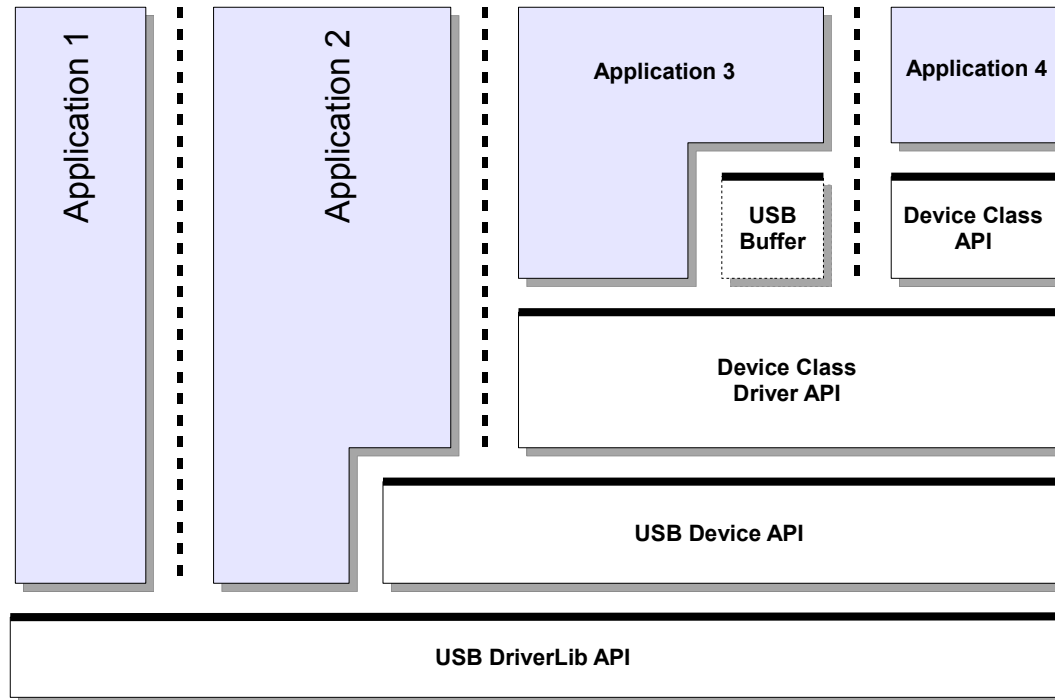 Application 1
Application 2
Application 3
Application 4
USB
Buffer
Device Class
API
Device Class
Driver API
USB Device API
USB DriverLib API